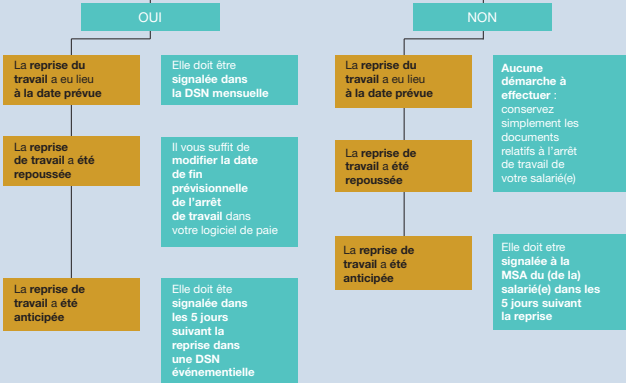 OUI
La reprise du
travail a eu lieu
à la date prévue
Elle doit être
signalée dans
la DSN mensuelle
La reprise
de travail a été
repoussée
Il vous suffit de
modifier la date
de fin
prévisionnelle
de l'arrêt
de travail dans
votre logiciel de paie
La reprise de
travail a été
anticipée
Elle doit ête
signalée dans
les 5 jours
suivant la
reprise dans
une DSN
événementielle
NON
La reprise du
travail a eu lieu
à la date prévue
Aucune
démarche à
effectuer :
conservez
simplement les
documents
relatifs à l'arrêt
de travail de
votre salarié(e)
La reprise de
travail a été
repoussée
La reprise de
travail a été
anticipée
Elle doit etre
signalée à la
MSA du (de la)
salarié(e) dans les
5 jours suivant
la reprise